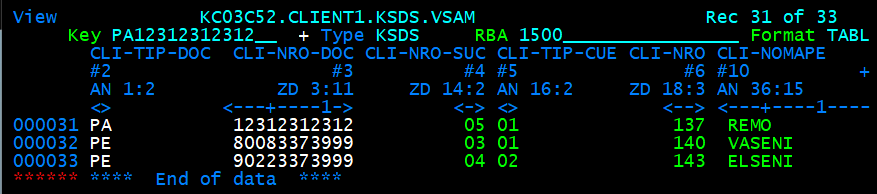 View KC03C52.CLIENT1.KSDS.VSAM Rec 31 of 33
Key PA12312312312__ + Type KSDS RBA 1500__________________ Format TABL
CLI-TIP-DOC CLI-NRO-DOC CLI-NRO-SUC CLI-TIP-CUE CLI-NRO CLI-NOMAPE
#2 #3 #4 #5 #6 #10 +
AN 1:2 ZD 3:11 ZD 14:2 AN 16:2 ZD 18:3 AN 36:15
<> <---+----1-> <-> <> <--> <---+----1----
000031 PA 12312312312 05 01 137 REMO
000032 PE 80083373999 03 01 140 VASENI
000033 PE 90223373999 04 02 143 ELSENI
****** **** End of data ****